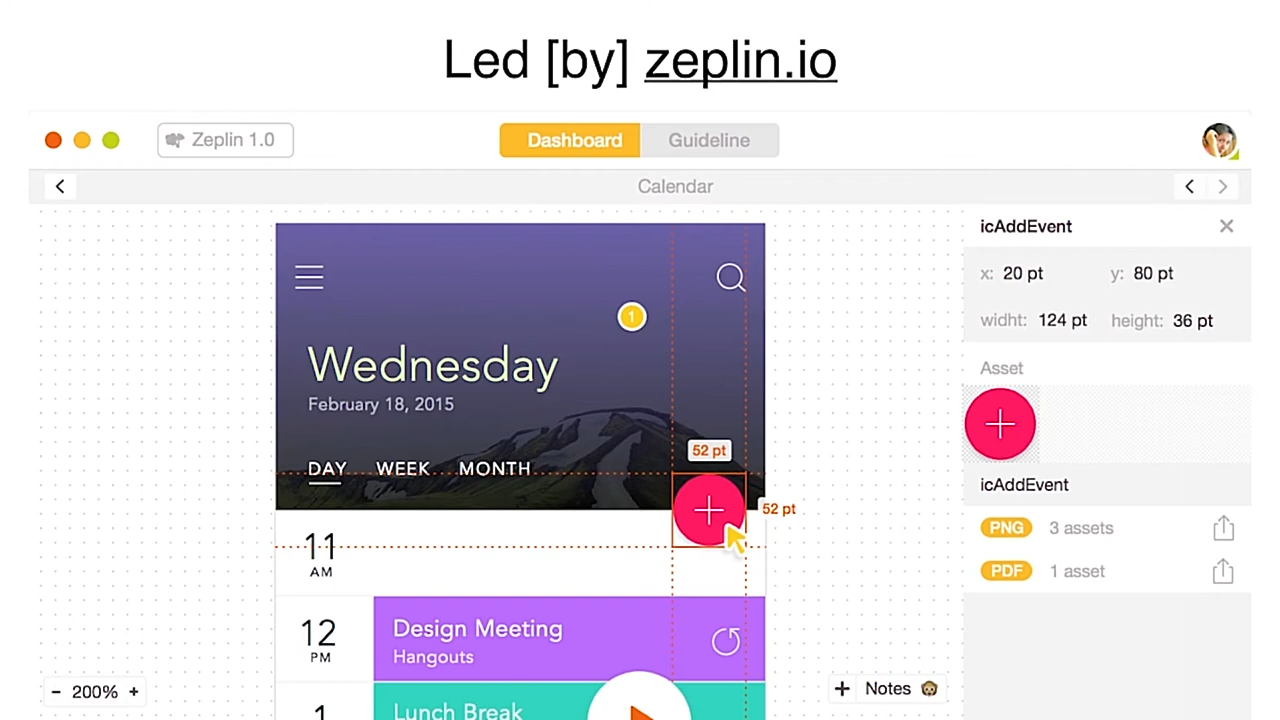 Led [by] zeplin.io
Zeplin 1.0
Dashboard
Guideline
Calendar
icAddEvent
x: 20 pt
y: 80 pt
widht: 124 pt
height: 36 pt
Asset
icAddEvent
PNG 3 assets
PDF 1 asset
1
Wednesday
February 18, 2015
DAY WEEK MONTH
52 pt
52 pt
11
AM
12
PM
Design Meeting
Hangouts
1
Lunch Break
- 200% +
+ Notes